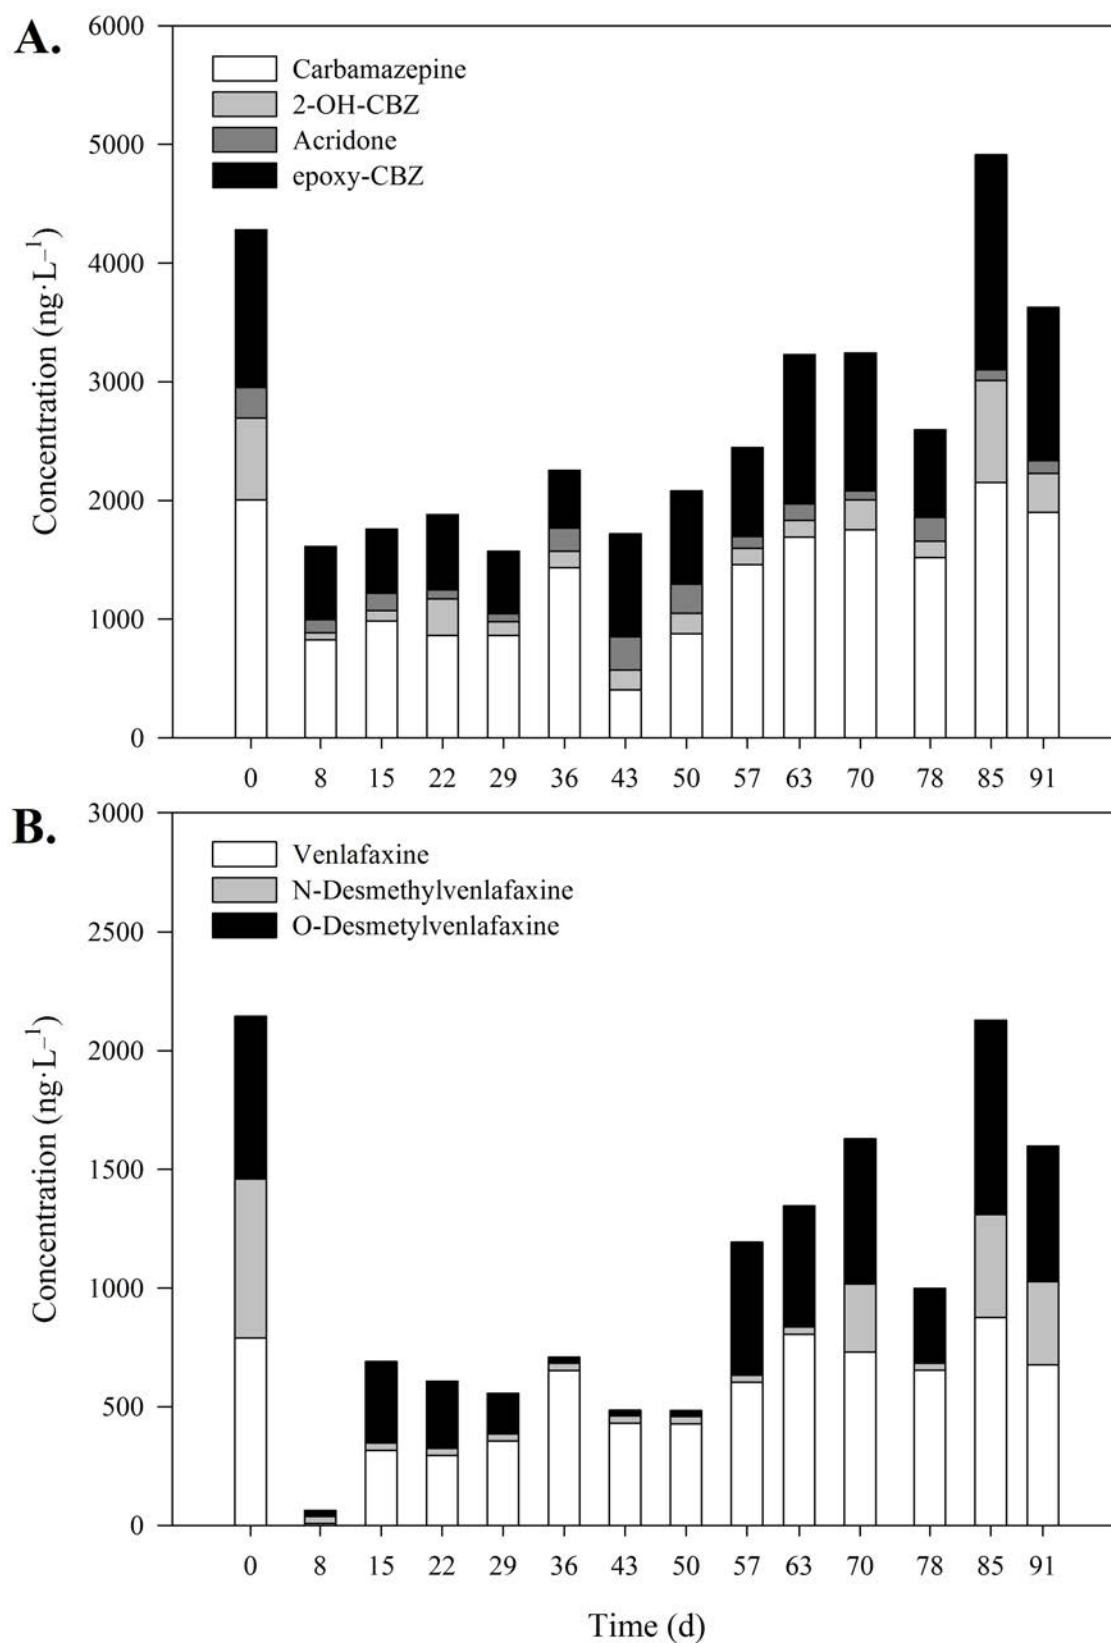 A.
6000
5000
4000
3000
2000
1000
0
Concentration (ng·L⁻¹)
Carbamazepine
2-OH-CBZ
Acridone
epoxy-CBZ
0 8 15 22 29 36 43 50 57 63 70 78 85 91
B.
3000
2500
2000
1500
1000
500
0
Concentration (ng·L⁻¹)
Venlafaxine
N-Desmethylvenlafaxine
O-Desmetylvenlafaxine
0 8 15 22 29 36 43 50 57 63 70 78 85 91
Time (d)